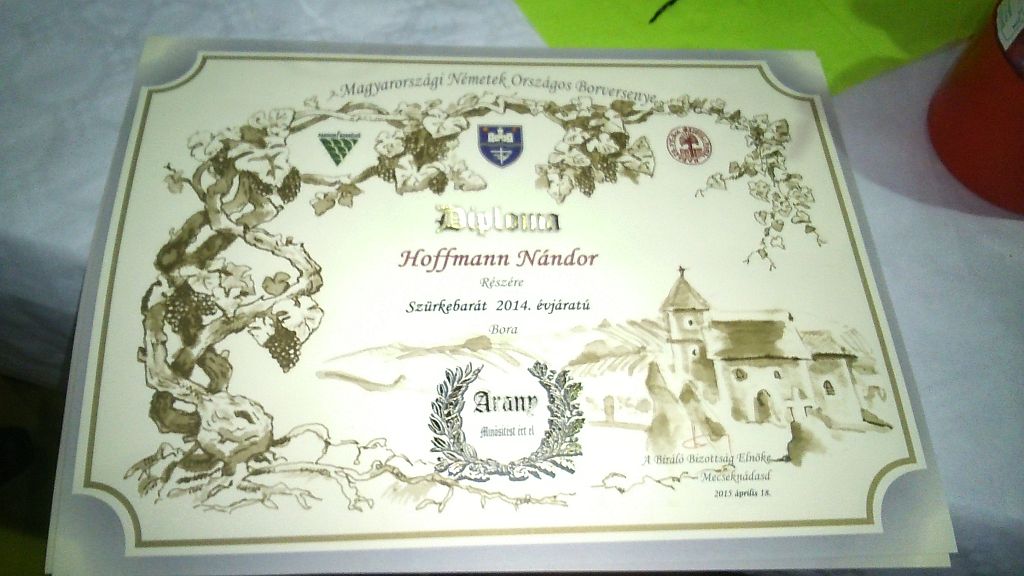 Magyarországi Németek Országos Borversenye
Diploma
Hoffmann Nándor
Részére
Szürkebarát 2014. évjáratú
Bora
Arany
Minősítést ért el
A Bíráló Bizottság Elnöke
Mecseknádasd
2015 április 18.